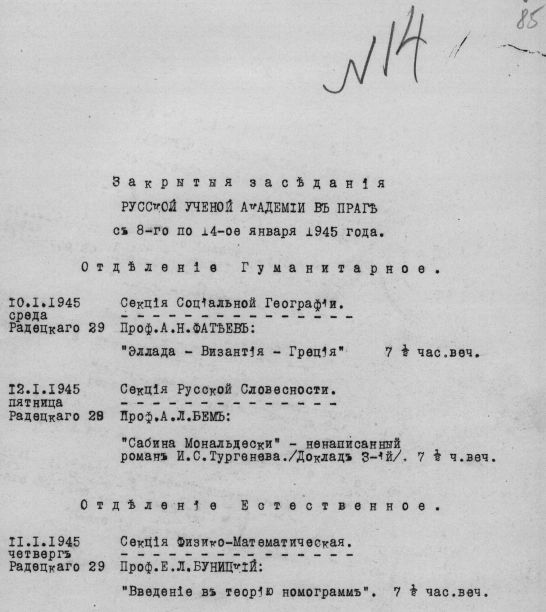 85
N 14
Закрытыя засѣданія
РУССКОЙ УЧЕНОЙ АКАДЕМІИ ВЪ ПРАГѢ
съ 8-го по 14-ое января 1945 года.
Отдѣленіе Гуманитарное.
10.I.1945 Секція Соціальной Географіи.
среда
Радецкаго 29 Проф.А.Н.ФАТѢЕВЪ:
"Эллада - Византія - Греція" 7 ½ час.веч.
12.I.1945 Секція Русской Словесности.
пятница
Радецкаго 29 Проф.А.Л.БЕМЪ:
"Сабина Мональдески" - ненаписанный
романъ И.С.Тургенева./Докладъ 3-ій/. 7 ½ ч.веч.
Отдѣленіе Естественное.
11.I.1945 Секція Физико-Математическая.
четвергъ
Радецкаго 29 Проф.Е.Л.БУНИЦКІЙ:
"Введеніе въ теорію номограммъ". 7 ½ час.веч.